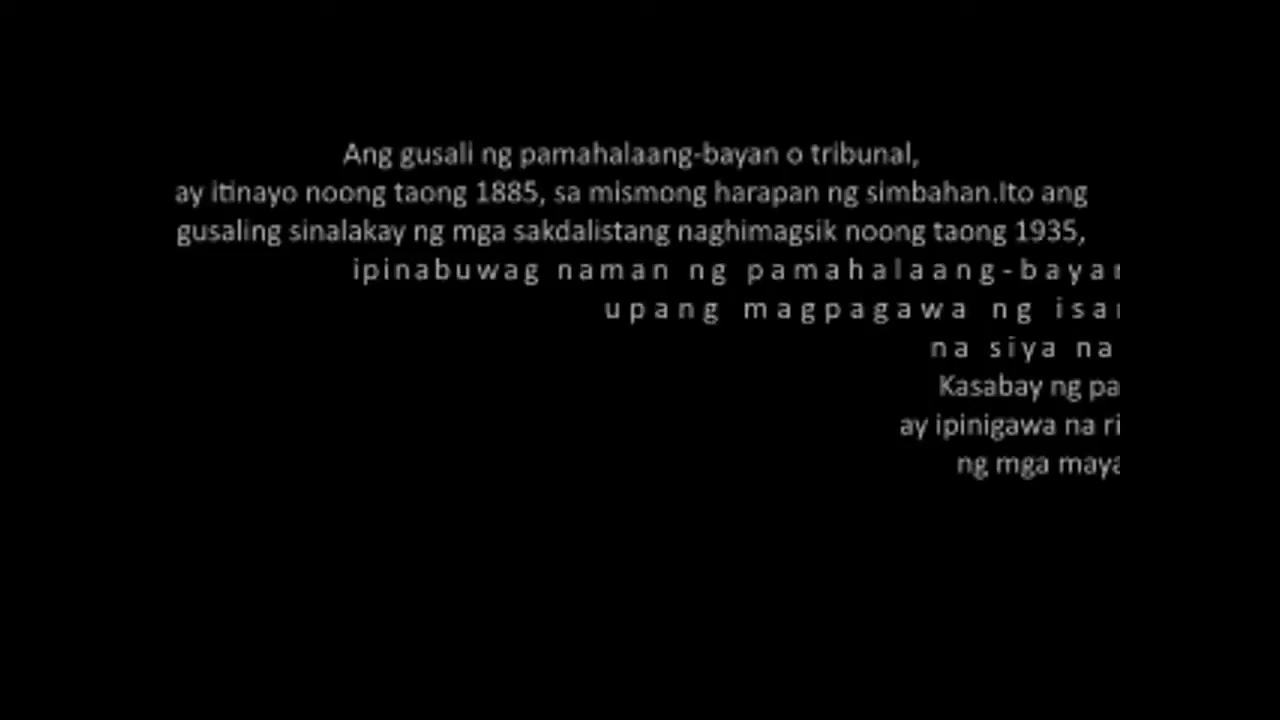 Ang gusali ng pamahalaang-bayan o tribunal,
ay itinayo noong taong 1885, sa mismong harapan ng simbahan.Ito ang
gusaling sinalakay ng mga sakdalistang naghimagsik noong taong 1935,
ipinabuwag naman ng pamahalaang-bayan
upang magpagawa ng
na siya na
Kasabay ng
ay ipinigawa na
ng mga